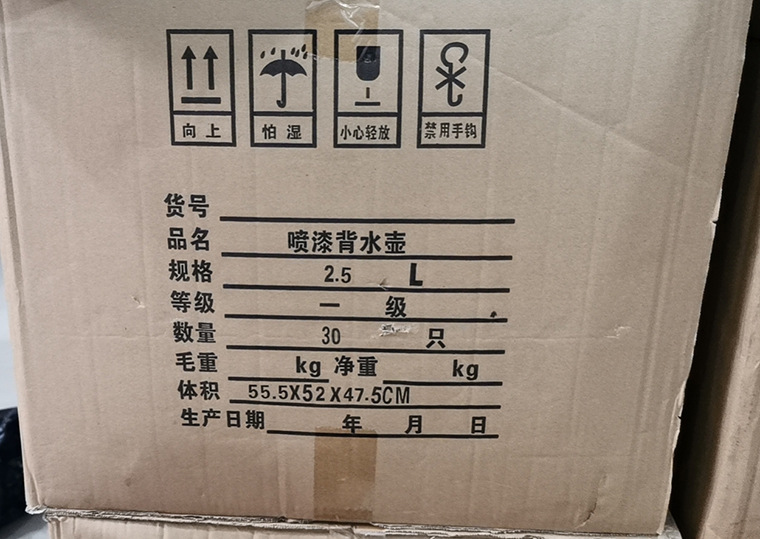 向上 怕湿 小心轻放 禁用手钩
货号
品名 喷漆背水壶
规格 2.5 L
等级 一 级
数量 30 只
毛重 kg 净重 kg
体积 55.5X52X47.5CM
生产日期 年 月 日